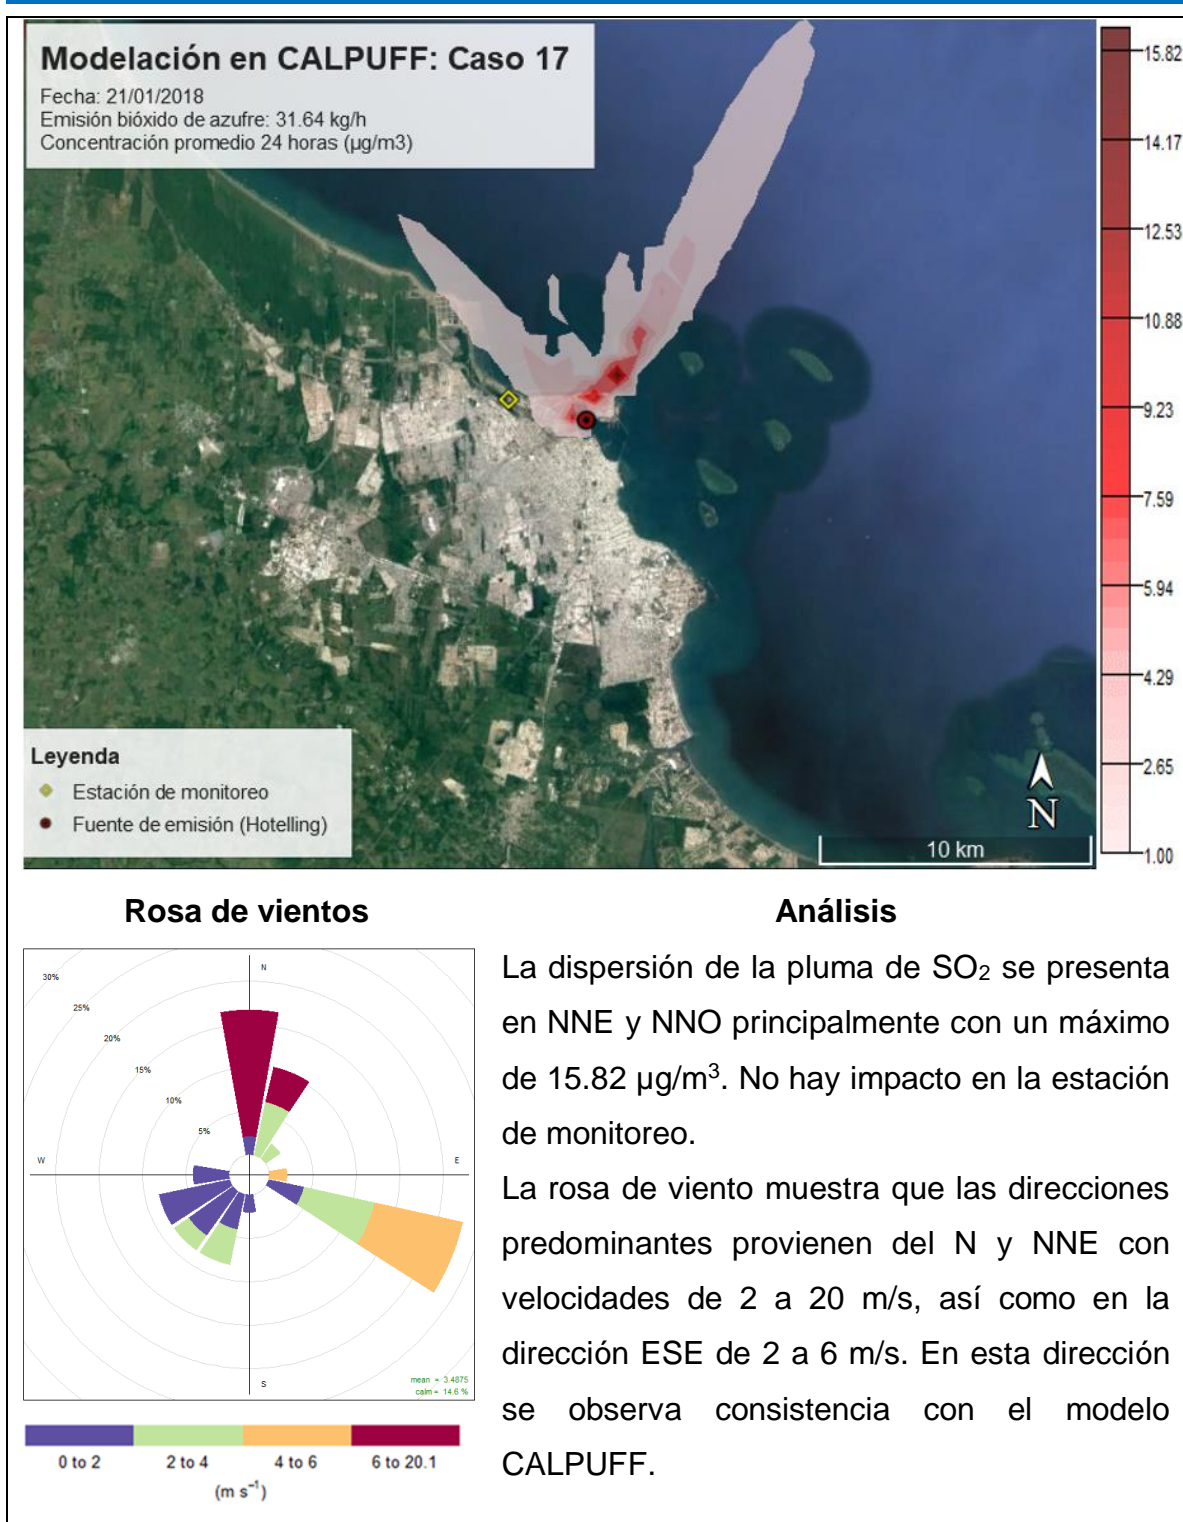 Modelación en CALPUFF: Caso 17
Fecha: 21/01/2018
Emisión bióxido de azufre: 31.64 kg/h
Concentración promedio 24 horas (µg/m3)
15.82
14.17
12.53
10.88
9.23
7.59
5.94
4.29
2.65
1.00
Leyenda
Estación de monitoreo
Fuente de emisión (Hotelling)
N
10 km
Rosa de vientos
30%
25%
20%
15%
10%
5%
N
W
E
S
mean = 3.4875
calm = 14.6 %
0 to 2
2 to 4
4 to 6
6 to 20.1
(m s⁻¹)
Análisis
La dispersión de la pluma de SO₂ se presenta
en NNE y NNO principalmente con un máximo
de 15.82 µg/m³. No hay impacto en la estación
de monitoreo.
La rosa de viento muestra que las direcciones
predominantes provienen del N y NNE con
velocidades de 2 a 20 m/s, así como en la
dirección ESE de 2 a 6 m/s. En esta dirección
se observa consistencia con el modelo
CALPUFF.